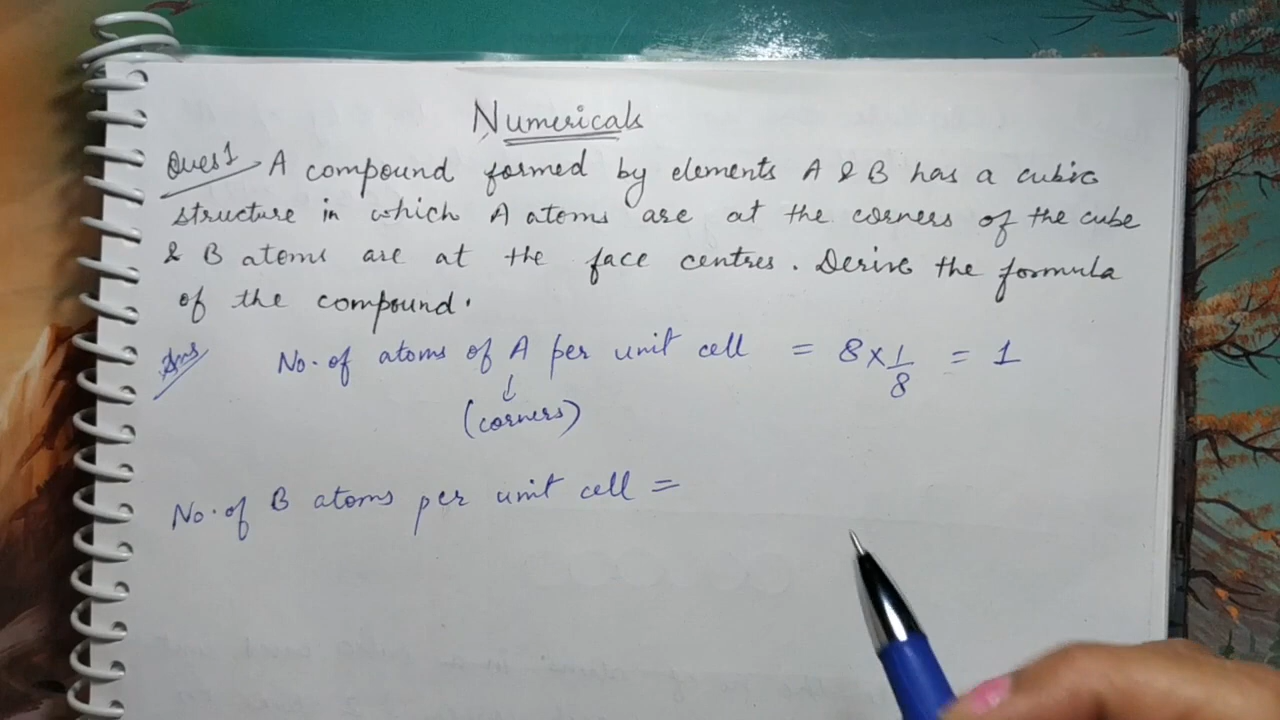 Numericals
Ques 1 A compound formed by elements A & B has a cubic
structure in which A atoms are at the corners of the cube
& B atoms are at the face centres. Derive the formula
of the compound.
Ans No. of atoms of A per unit cell = 8 × 1/8 = 1
↓
(corners)
No. of B atoms per unit cell =